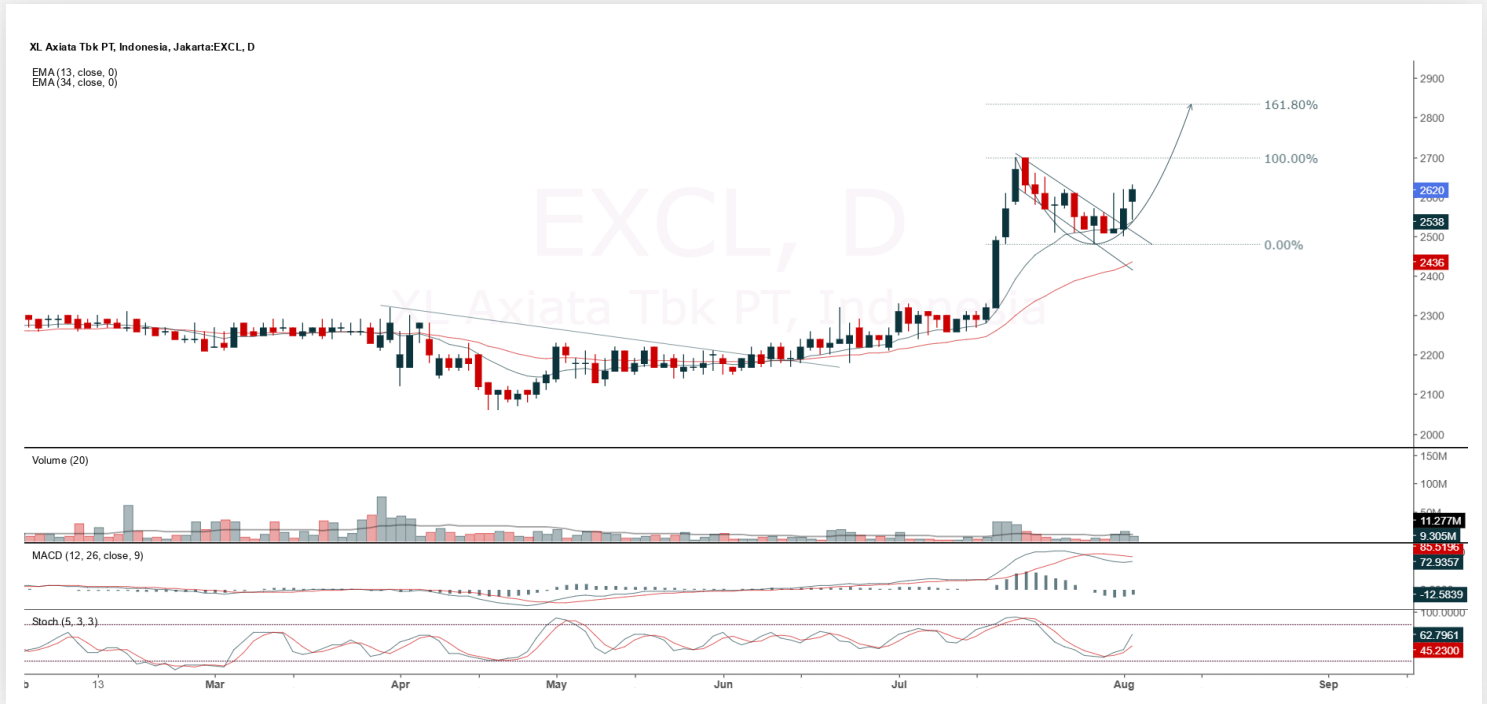 XL Axiata Tbk PT, Indonesia, Jakarta:EXCL, D
EMA (13, close, 0)
EMA (34, close, 0)
EXCL, D
XL Axiata Tbk PT, Indonesia
161.80%
100.00%
0.00%
2900
2800
2700
2620
2600
2538
2500
2436
2400
2300
2200
2100
2000
Volume (20)
150M
100M
50M
11.277M
9.305M
MACD (12, 26, close, 9)
85.5196
72.9357
-12.5839
Stoch (5, 3, 3)
100.0000
62.7961
45.2300
13
Mar
Apr
May
Jun
Jul
Aug
Sep